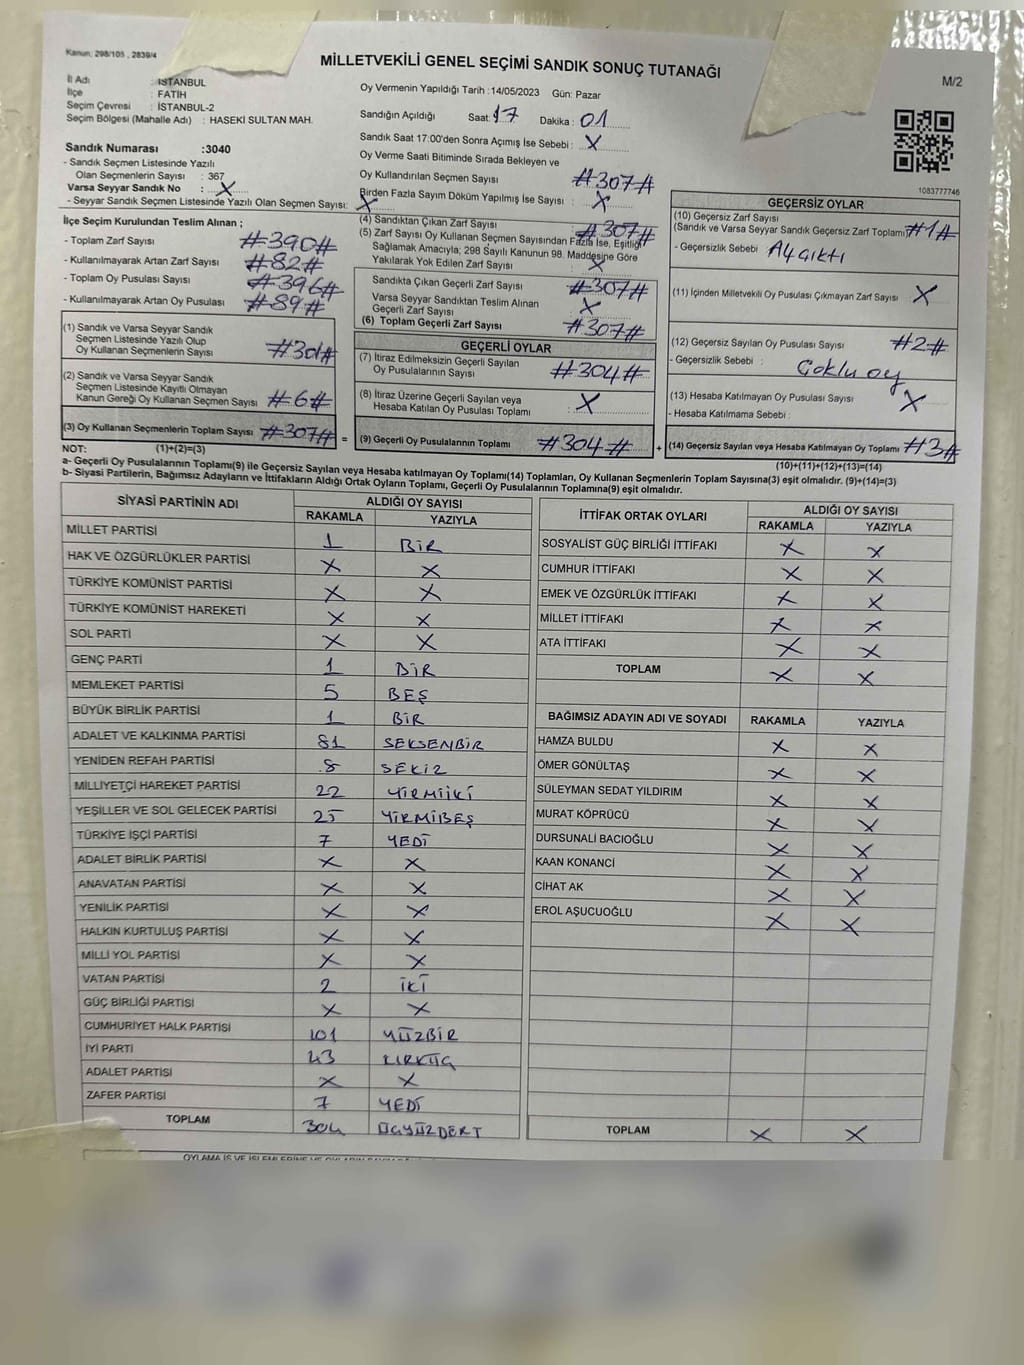 Kanun: 298/105 , 2839/4
MİLLETVEKİLİ GENEL SEÇİMİ SANDIK SONUÇ TUTANAĞI
M/2
İl Adı : İSTANBUL
İlçe : FATİH
Seçim Çevresi : İSTANBUL-2
Seçim Bölgesi (Mahalle Adı) : HASEKİ SULTAN MAH.
Oy Vermenin Yapıldığı Tarih : 14/05/2023 Gün: Pazar
Sandığın Açıldığı Saat: 17 Dakika : 01
Sandık Saat 17:00'den Sonra Açımış İse Sebebi : X
Oy Verme Saati Bitiminde Sırada Bekleyen ve
Oy Kullandırılan Seçmen Sayısı #307#
Birden Fazla Sayım Döküm Yapılmış İse Sayısı : X
Sandık Numarası :3040
- Sandık Seçmen Listesinde Yazılı
Olan Seçmenlerin Sayısı : 367
Varsa Seyyar Sandık No : X
- Seyyar Sandık Seçmen Listesinde Yazılı Olan Seçmen Sayısı: X
1083777746
İlçe Seçim Kurulundan Teslim Alınan ;
- Toplam Zarf Sayısı #390#
- Kullanılmayarak Artan Zarf Sayısı #82#
- Toplam Oy Pusulası Sayısı #396#
- Kullanılmayarak Artan Oy Pusulası #89#
(1) Sandık ve Varsa Seyyar Sandık
Seçmen Listesinde Yazılı Olup
Oy Kullanan Seçmenlerin Sayısı #301#
(2) Sandık ve Varsa Seyyar Sandık
Seçmen Listesinde Kayıtlı Olmayan
Kanun Gereği Oy Kullanan Seçmen Sayısı #6#
(3) Oy Kullanan Seçmenlerin Toplam Sayısı #307# =
(1)+(2)=(3)
(4) Sandıktan Çıkan Zarf Sayısı #307#
(5) Zarf Sayısı Oy Kullanan Seçmen Sayısından Fazla İse, Eşitliği
Sağlamak Amacıyla; 298 Sayılı Kanunun 98. Maddesine Göre
Yakılarak Yok Edilen Zarf Sayısı : X
Sandıkta Çıkan Geçerli Zarf Sayısı #307#
Varsa Seyyar Sandıktan Teslim Alınan
Geçerli Zarf Sayısı : X
(6) Toplam Geçerli Zarf Sayısı #307#
GEÇERLİ OYLAR
(7) İtiraz Edilmeksizin Geçerli Sayılan
Oy Pusulalarının Sayısı #304#
(8) İtiraz Üzerine Geçerli Sayılan veya
Hesaba Katılan Oy Pusulası Toplamı : X
(9) Geçerli Oy Pusulalarının Toplamı #304# +
GEÇERSİZ OYLAR
(10) Geçersiz Zarf Sayısı
(Sandık ve Varsa Seyyar Sandık Geçersiz Zarf Toplamı) #1#
- Geçersizlik Sebebi Ay çıktı
(11) İçinden Milletvekili Oy Pusulası Çıkmayan Zarf Sayısı X
(12) Geçersiz Sayılan Oy Pusulası Sayısı #2#
- Geçersizlik Sebebi : Çoklu oy
(13) Hesaba Katılmayan Oy Pusulası Sayısı X
- Hesaba Katılmama Sebebi :
(14) Geçersiz Sayılan veya Hesaba Katılmayan Oy Toplamı #3#
(10)+(11)+(12)+(13)=(14)
NOT:
a- Geçerli Oy Pusulalarının Toplamı(9) ile Geçersiz Sayılan veya Hesaba katılmayan Oy Toplamı(14) Toplamları, Oy Kullanan Seçmenlerin Toplam Sayısına(3) eşit olmalıdır. (9)+(14)=(3)
b- Siyasi Partilerin, Bağımsız Adayların ve İttifakların Aldığı Ortak Oyların Toplamı, Geçerli Oy Pusulalarının Toplamına(9) eşit olmalıdır.
SİYASİ PARTİNİN ADI ALDIĞI OY SAYISI
RAKAMLA YAZIYLA
MİLLET PARTİSİ 1 BİR
HAK VE ÖZGÜRLÜKLER PARTİSİ X X
TÜRKİYE KOMÜNİST PARTİSİ X X
TÜRKİYE KOMÜNİST HAREKETİ X X
SOL PARTİ X X
GENÇ PARTİ 1 BİR
MEMLEKET PARTİSİ 5 BEŞ
BÜYÜK BİRLİK PARTİSİ 1 BİR
ADALET VE KALKINMA PARTİSİ 81 SEKSENBİR
YENİDEN REFAH PARTİSİ 8 SEKİZ
MİLLİYETÇİ HAREKET PARTİSİ 22 YİRMİİKİ
YEŞİLLER VE SOL GELECEK PARTİSİ 25 YİRMİBEŞ
TÜRKİYE İŞÇİ PARTİSİ 7 YEDİ
ADALET BİRLİK PARTİSİ X X
ANAVATAN PARTİSİ X X
YENİLİK PARTİSİ X X
HALKIN KURTULUŞ PARTİSİ X X
MİLLİ YOL PARTİSİ X X
VATAN PARTİSİ 2 İKİ
GÜÇ BİRLİĞİ PARTİSİ X X
CUMHURİYET HALK PARTİSİ 101 YÜZBİR
İYİ PARTİ 43 KIRKÜÇ
ADALET PARTİSİ X X
ZAFER PARTİSİ 7 YEDİ
TOPLAM 304 ÜÇYÜZDÖRT
İTTİFAK ORTAK OYLARI ALDIĞI OY SAYISI
RAKAMLA YAZIYLA
SOSYALİST GÜÇ BİRLİĞİ İTTİFAKI X X
CUMHUR İTTİFAKI X X
EMEK VE ÖZGÜRLÜK İTTİFAKI X X
MİLLET İTTİFAKI X X
ATA İTTİFAKI X X
TOPLAM X X
BAĞIMSIZ ADAYIN ADI VE SOYADI RAKAMLA YAZIYLA
HAMZA BULDU X X
ÖMER GÖNÜLTAŞ X X
SÜLEYMAN SEDAT YILDIRIM X X
MURAT KÖPRÜCÜ X X
DURSUNALİ BACIOĞLU X X
KAAN KONANCİ X X
CİHAT AK X X
EROL AŞUCUOĞLU X X
TOPLAM X X